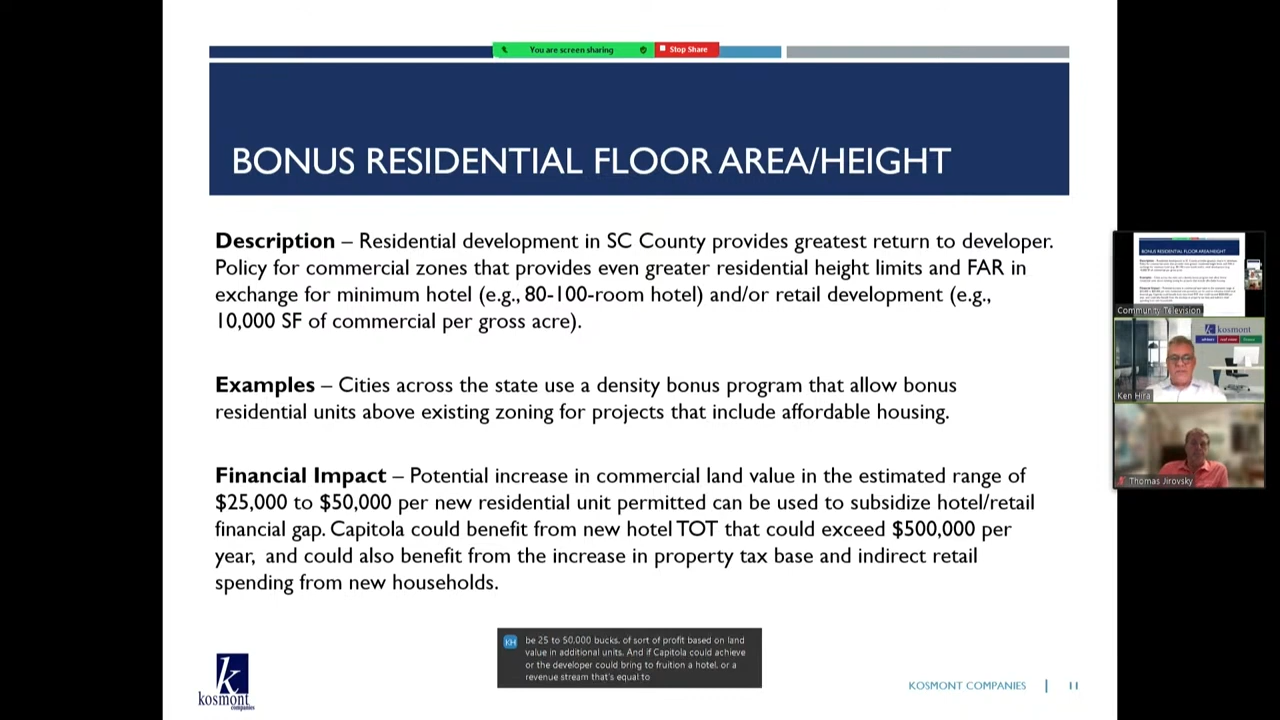 You are screen sharing
Stop Share
BONUS RESIDENTIAL FLOOR AREA/HEIGHT
Description – Residential development in SC County provides greatest return to developer.
Policy for commercial zones that provides even greater residential height limits and FAR in
exchange for minimum hotel (e.g., 80-100-room hotel) and/or retail development (e.g.,
10,000 SF of commercial per gross acre).
Examples – Cities across the state use a density bonus program that allow bonus
residential units above existing zoning for projects that include affordable housing.
Financial Impact – Potential increase in commercial land value in the estimated range of
$25,000 to $50,000 per new residential unit permitted can be used to subsidize hotel/retail
financial gap. Capitola could benefit from new hotel TOT that could exceed $500,000 per
year, and could also benefit from the increase in property tax base and indirect retail
spending from new households.
KH
be 25 to 50,000 bucks. of sort of profit based on land
value in additional units. And if Capitola could achieve
or the developer could bring to fruition a hotel. or a
revenue stream that's equal to
k
kosmont
companies
KOSMONT COMPANIES | 11
BONUS RESIDENTIAL FLOOR AREA/HEIGHT
Community Television
kosmont
Ken Hira
Thomas Jirovsky